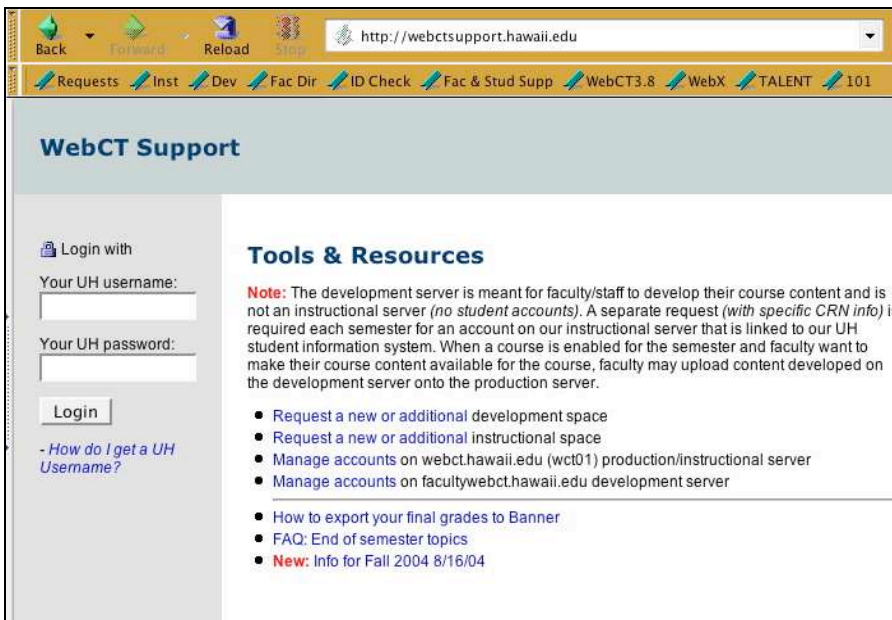 Back Forward Reload Stop http://webctsupport.hawaii.edu
Requests Inst Dev Fac Dir ID Check Fac & Stud Supp WebCT3.8 WebX TALENT 101
WebCT Support
Login with
Your UH username:
Your UH password:
Login
- How do I get a UH
Username?
Tools & Resources
Note: The development server is meant for faculty/staff to develop their course content and is
not an instructional server (no student accounts). A separate request (with specific CRN info)
required each semester for an account on our instructional server that is linked to our UH
student information system. When a course is enabled for the semester and faculty want to
make their course content available for the course, faculty may upload content developed on
the development server onto the production server.
Request a new or additional development space
Request a new or additional instructional space
Manage accounts on webct.hawaii.edu (wct01) production/instructional server
Manage accounts on facultywebct.hawaii.edu development server
How to export your final grades to Banner
FAQ: End of semester topics
New: Info for Fall 2004 8/16/04